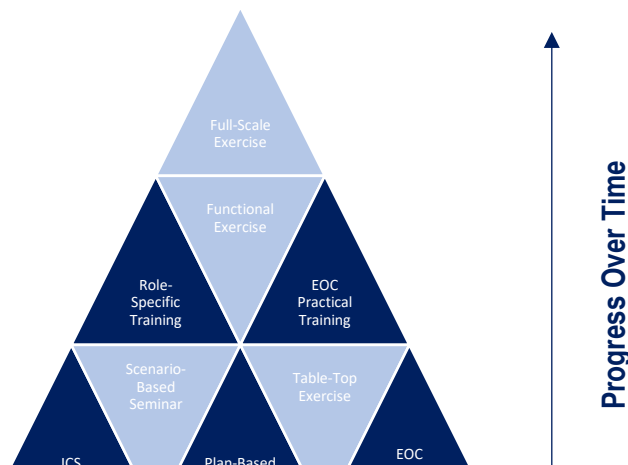 Full-Scale
Exercise
Functional
Exercise
Role-
Specific
Training
EOC
Practical
Training
Scenario-
Based
Seminar
Table-Top
Exercise
ICS
Plan-Based
EOC
Progress Over Time